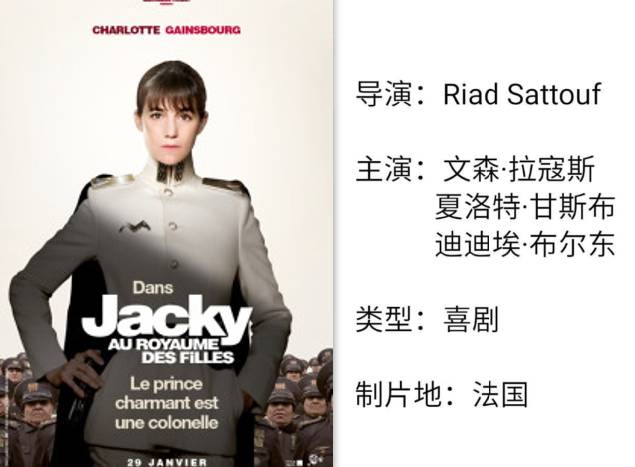 CHARLOTTE GAINSBOURG
Dans
Jacky
AU ROYAUME
DES FiLLES
Le prince
charmant est
une colonelle
29 JANVIER
导演：Riad Sattouf
主演：文森·拉寇斯
夏洛特·甘斯布
迪迪埃·布尔东
类型：喜剧
制片地：法国